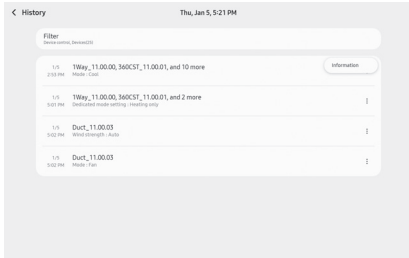 History
Thu, Jan 5, 5:21 PM
Filter
Device control, Devices(25)
1/5
2:53 PM
1Way_11.00.00, 360CST_11.00.01, and 10 more
Mode : Cool
Information
1/5
5:01 PM
1Way_11.00.00, 360CST_11.00.01, and 2 more
Dedicated mode setting : Heating only
1/5
5:02 PM
Duct_11.00.03
Wind strength : Auto
1/5
5:02 PM
Duct_11.00.03
Mode : Fan